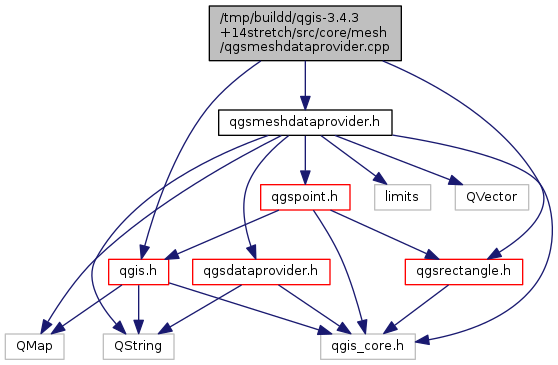 /tmp/buildd/qgis-3.4.3
+14stretch/src/core/mesh
/qgsmeshdataprovider.cpp
qgsmeshdataprovider.h
qgspoint.h
limits
QVector
qgis.h
qgsdataprovider.h
qgsrectangle.h
QMap
QString
qgis_core.h